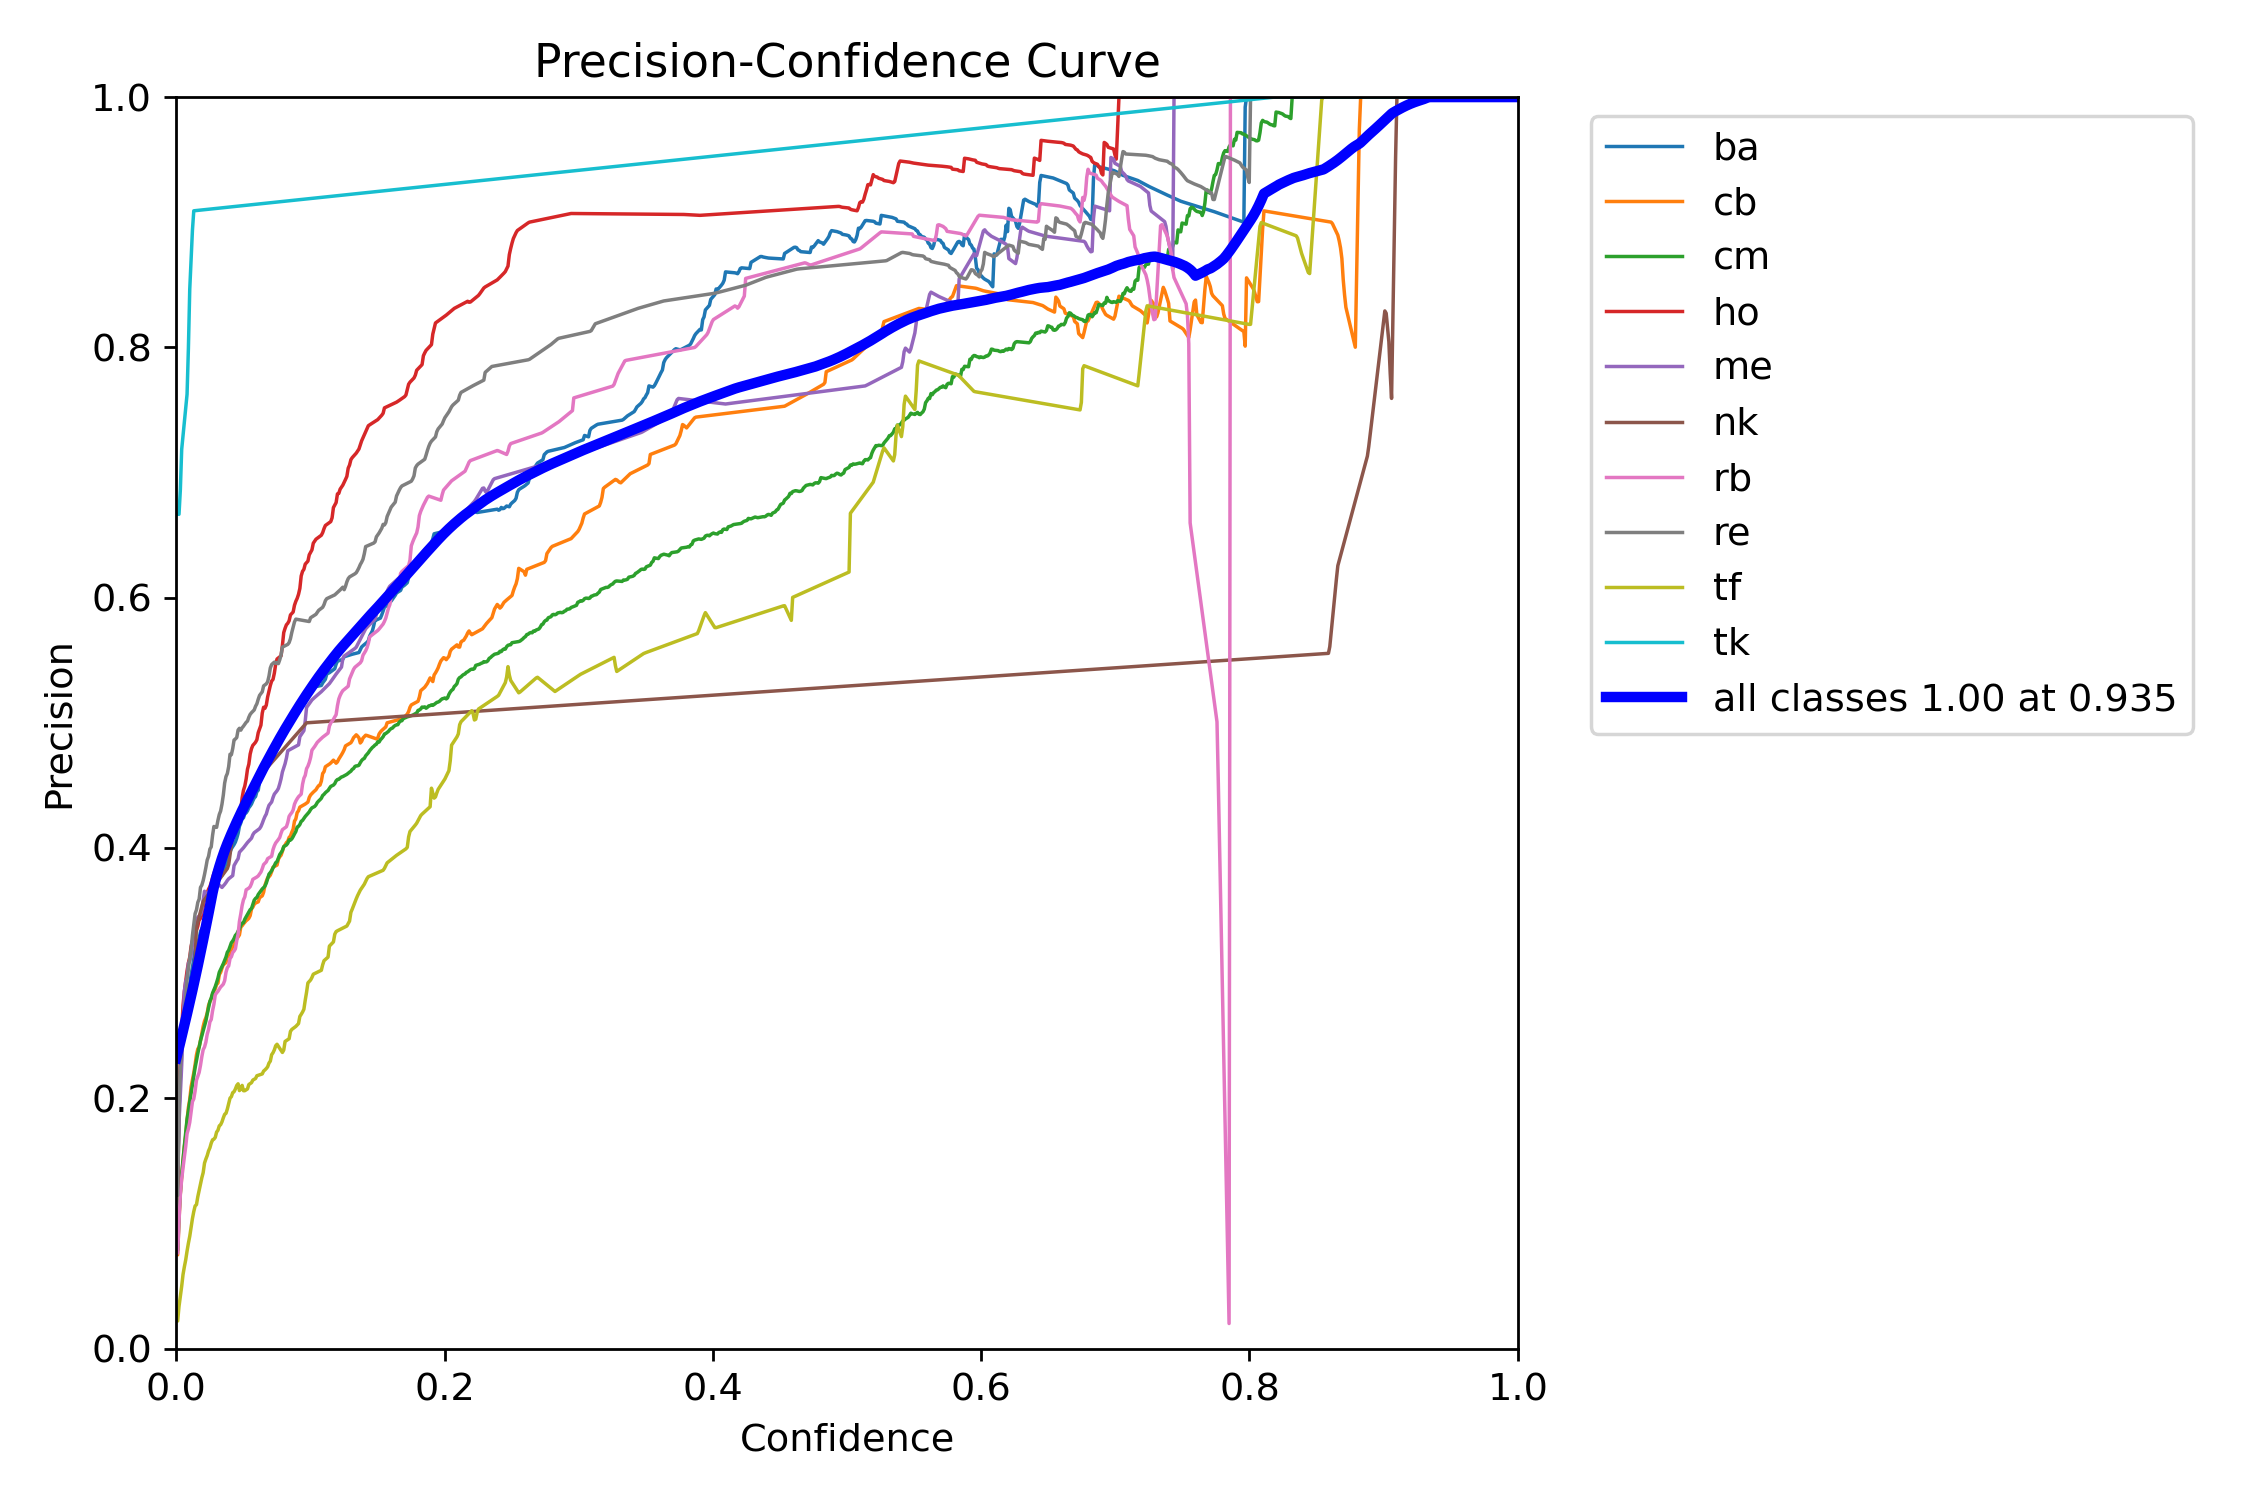 Precision-Confidence Curve
1.0
0.8
0.6
0.4
0.2
0.0
Precision
0.0 0.2 0.4 0.6 0.8 1.0
Confidence
ba
cb
cm
ho
me
nk
rb
re
tf
tk
all classes 1.00 at 0.935